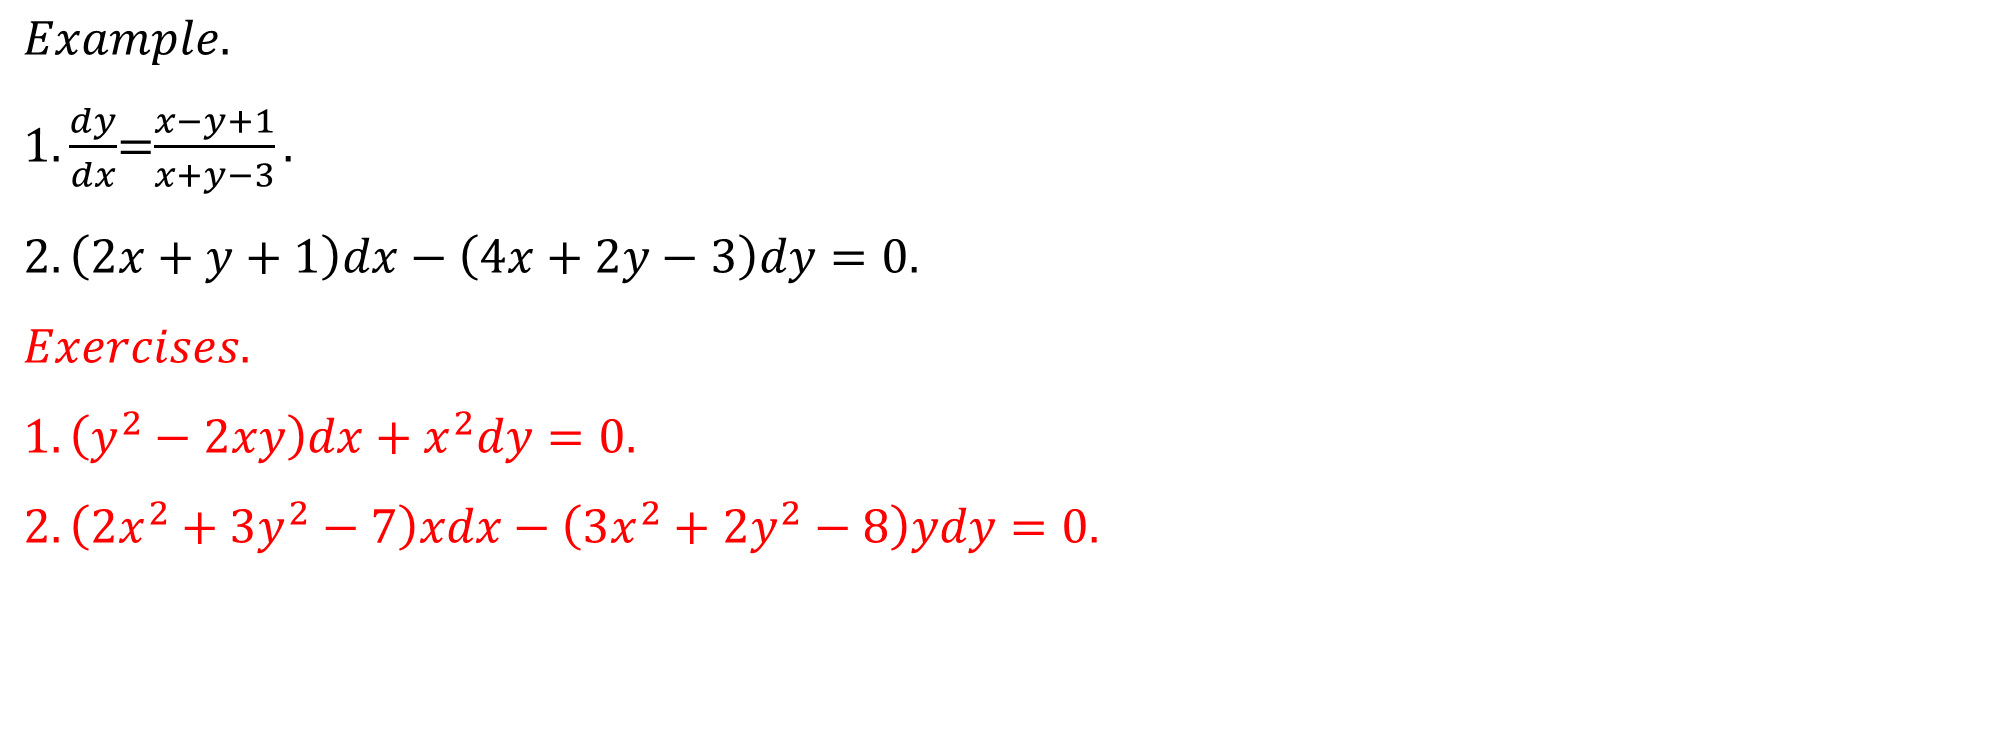 Example.
1. dy/dx = (x−y+1)/(x+y−3).
2. (2x + y + 1)dx − (4x + 2y − 3)dy = 0.
Exercises.
1. (y² − 2xy)dx + x²dy = 0.
2. (2x² + 3y² − 7)xdx − (3x² + 2y² − 8)ydy = 0.